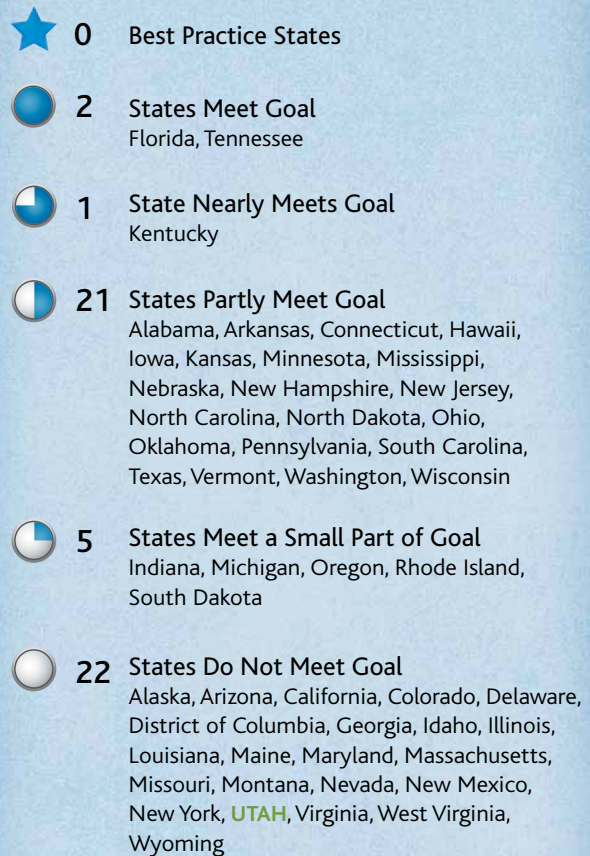 0 Best Practice States
2 States Meet Goal
Florida, Tennessee
1 State Nearly Meets Goal
Kentucky
21 States Partly Meet Goal
Alabama, Arkansas, Connecticut, Hawaii,
Iowa, Kansas, Minnesota, Mississippi,
Nebraska, New Hampshire, New Jersey,
North Carolina, North Dakota, Ohio,
Oklahoma, Pennsylvania, South Carolina,
Texas, Vermont, Washington, Wisconsin
5 States Meet a Small Part of Goal
Indiana, Michigan, Oregon, Rhode Island,
South Dakota
22 States Do Not Meet Goal
Alaska, Arizona, California, Colorado, Delaware,
District of Columbia, Georgia, Idaho, Illinois,
Louisiana, Maine, Maryland, Massachusetts,
Missouri, Montana, Nevada, New Mexico,
New York, UTAH, Virginia, West Virginia,
Wyoming